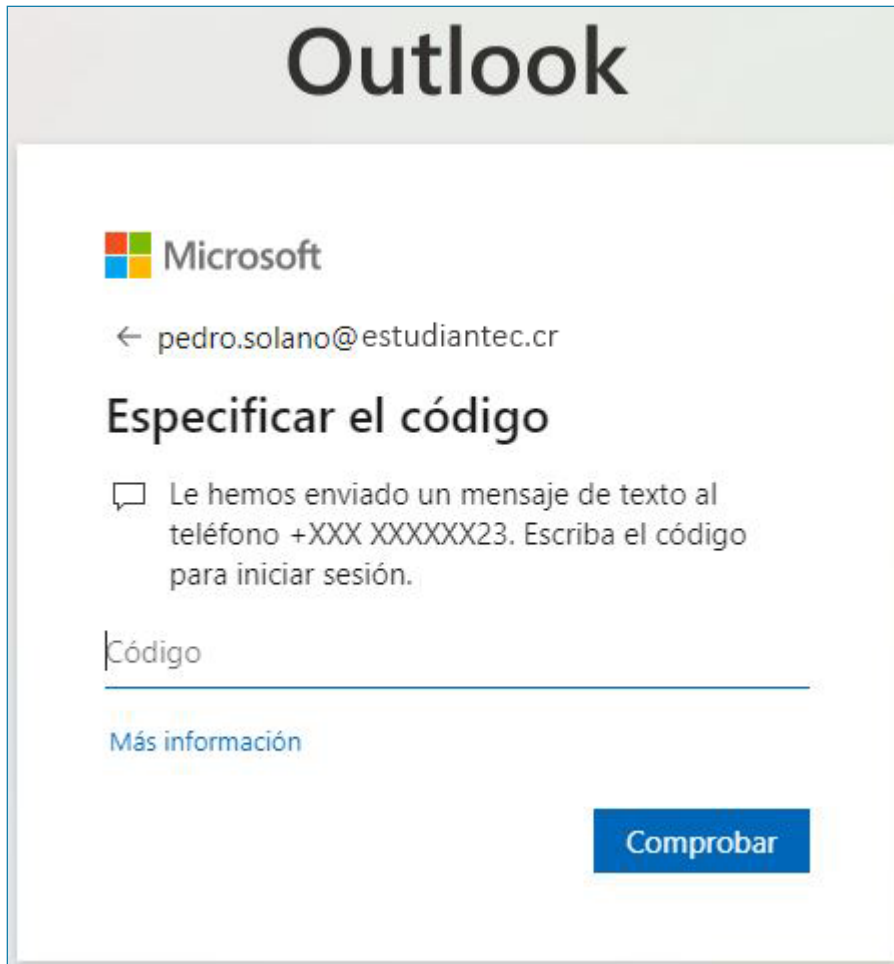 Outlook
Microsoft
← pedro.solano@estudiantec.cr
Especificar el código
Le hemos enviado un mensaje de texto al
teléfono +XXX XXXXXX23. Escriba el código
para iniciar sesión.
Código
Más información
Comprobar